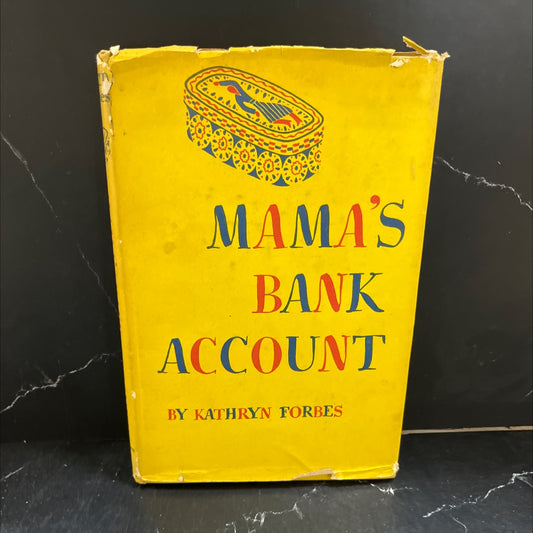 MAMA'S
BANK
ACCOUNT
BY KATHRYN FORBES